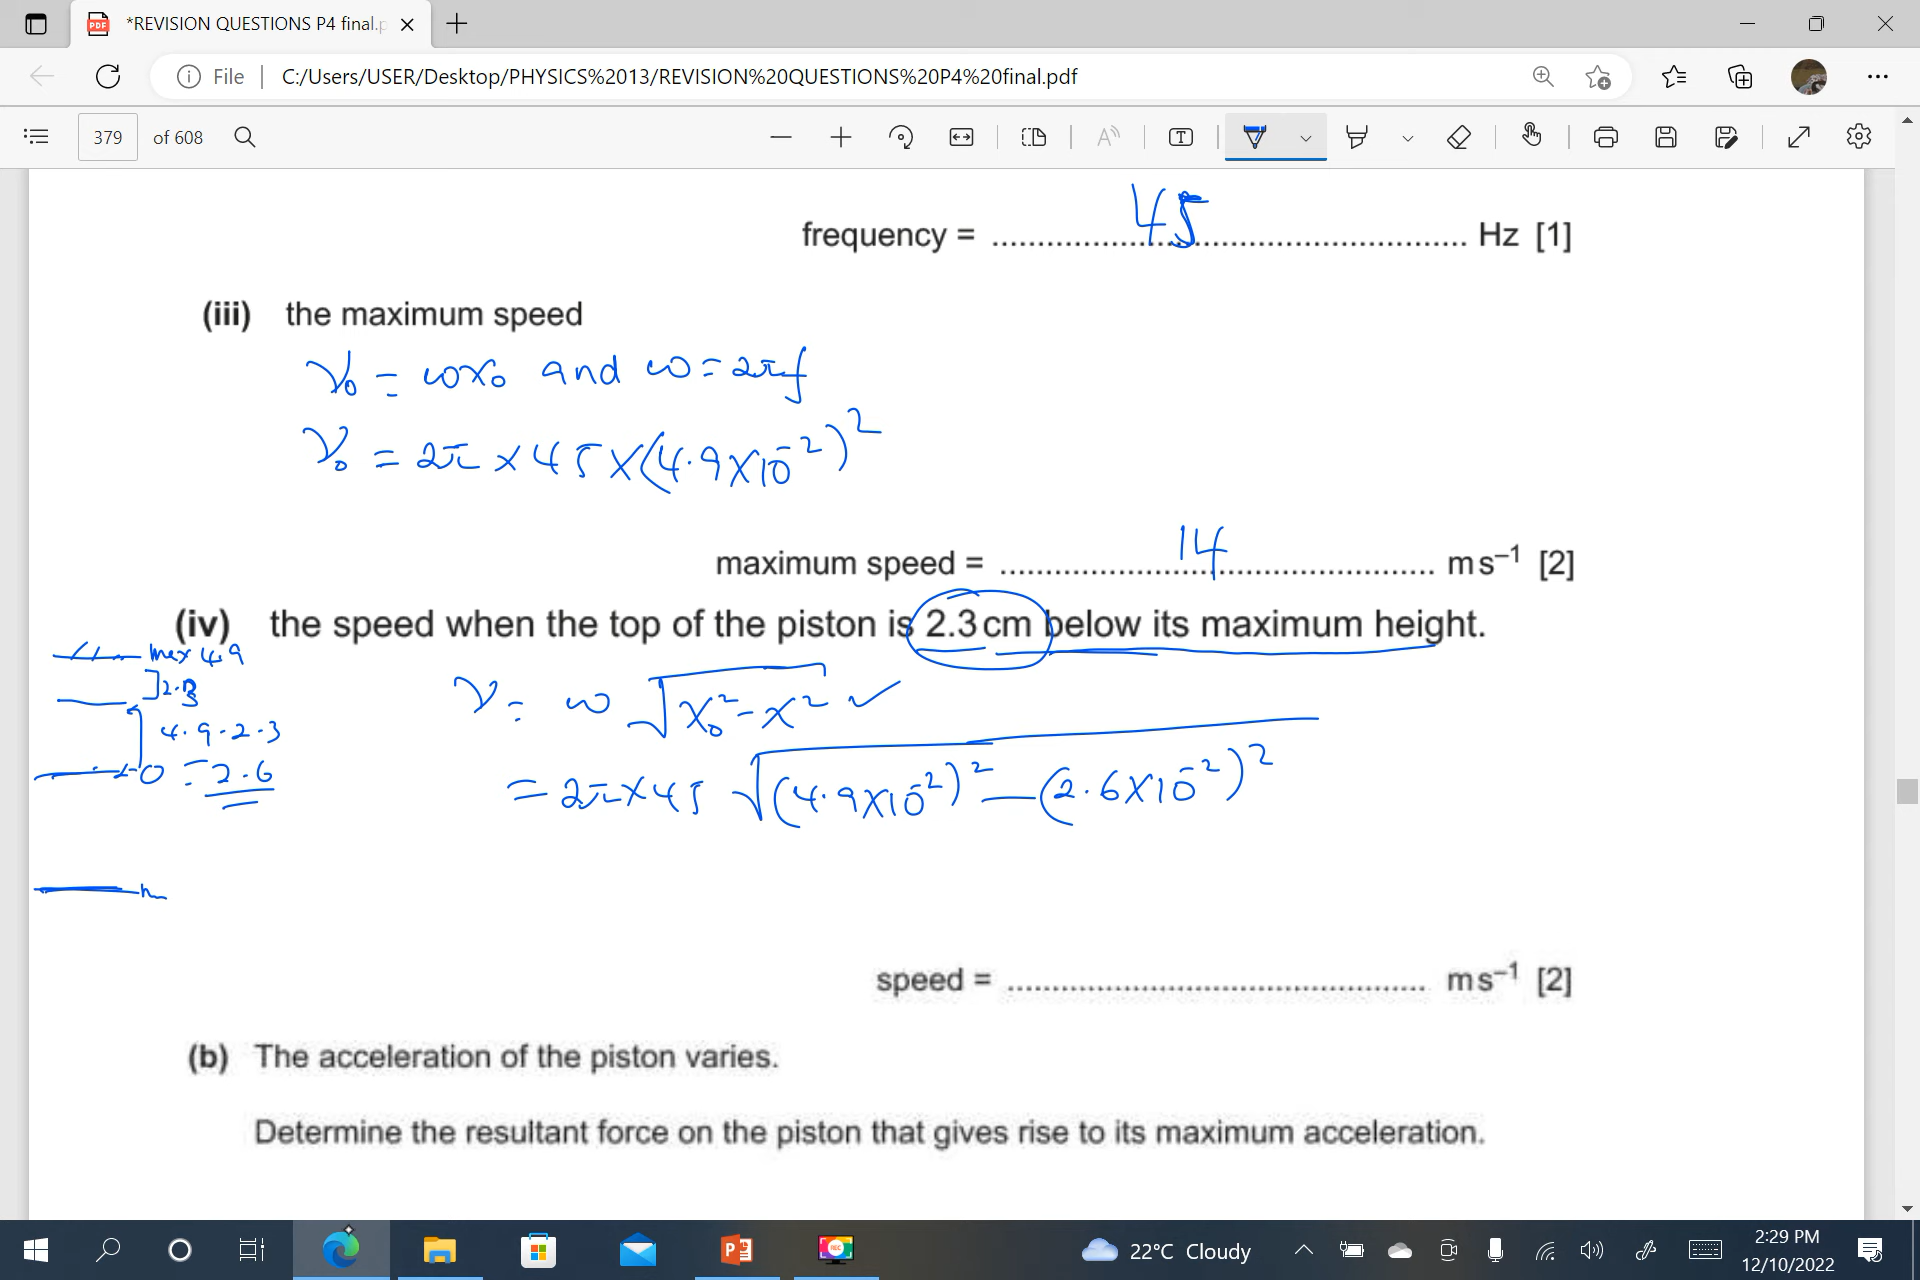 *REVISION QUESTIONS P4 final.p
File C:/Users/USER/Desktop/PHYSICS%2013/REVISION%20QUESTIONS%20P4%20final.pdf
379 of 608
frequency = 45 Hz [1]
(iii) the maximum speed
v₀ = ωx₀ and ω = 2πf
v₀ = 2π × 45 × (4.9×10⁻²)²
maximum speed = 14 m s⁻¹ [2]
(iv) the speed when the top of the piston is 2.3 cm below its maximum height.
max 4.9
2.3
4.9-2.3
0 = 2.6
v = ω √(x₀² - x²) ✓
= 2π×45 √((4.9×10⁻²)² — (2.6×10⁻²)²)
speed = m s⁻¹ [2]
(b) The acceleration of the piston varies.
Determine the resultant force on the piston that gives rise to its maximum acceleration.
22°C Cloudy
2:29 PM
12/10/2022